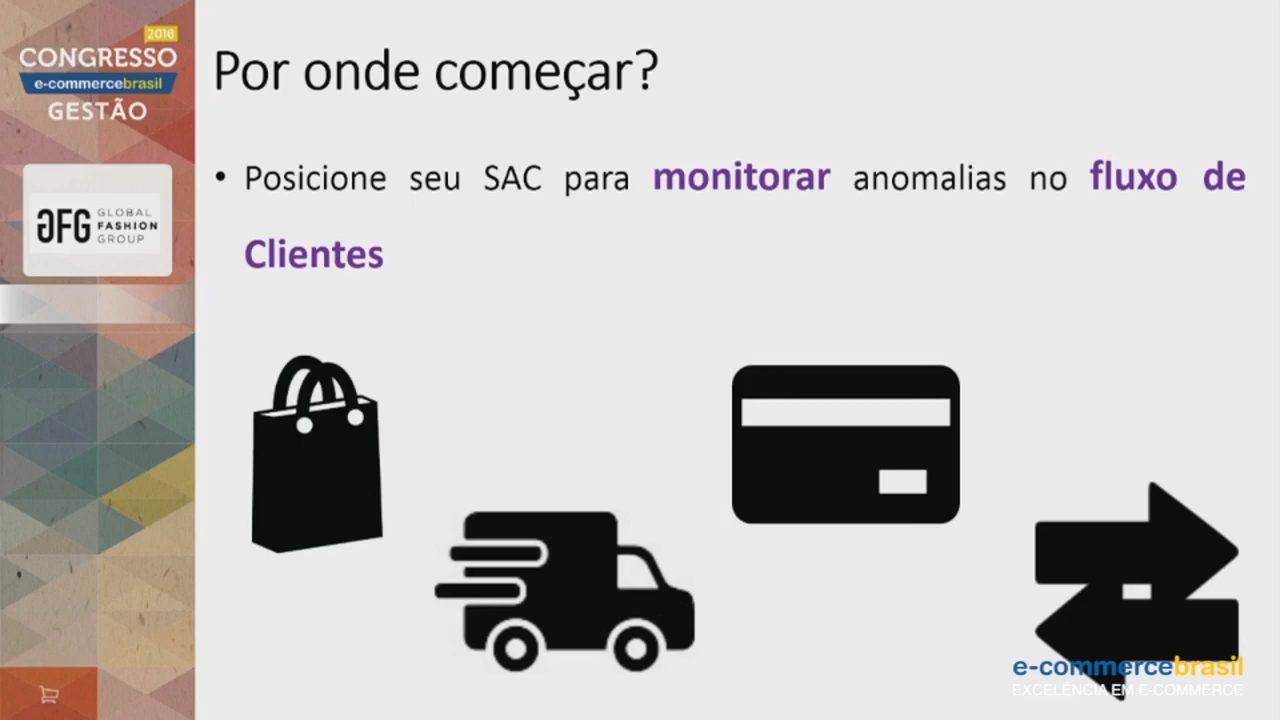 2016
CONGRESSO
e-commercebrasil
GESTÃO
GFG GLOBAL
FASHION
GROUP
Por onde começar?
• Posicione seu SAC para monitorar anomalias no fluxo de
Clientes
e-commercebrasil
EXCELÊNCIA EM E-COMMERCE